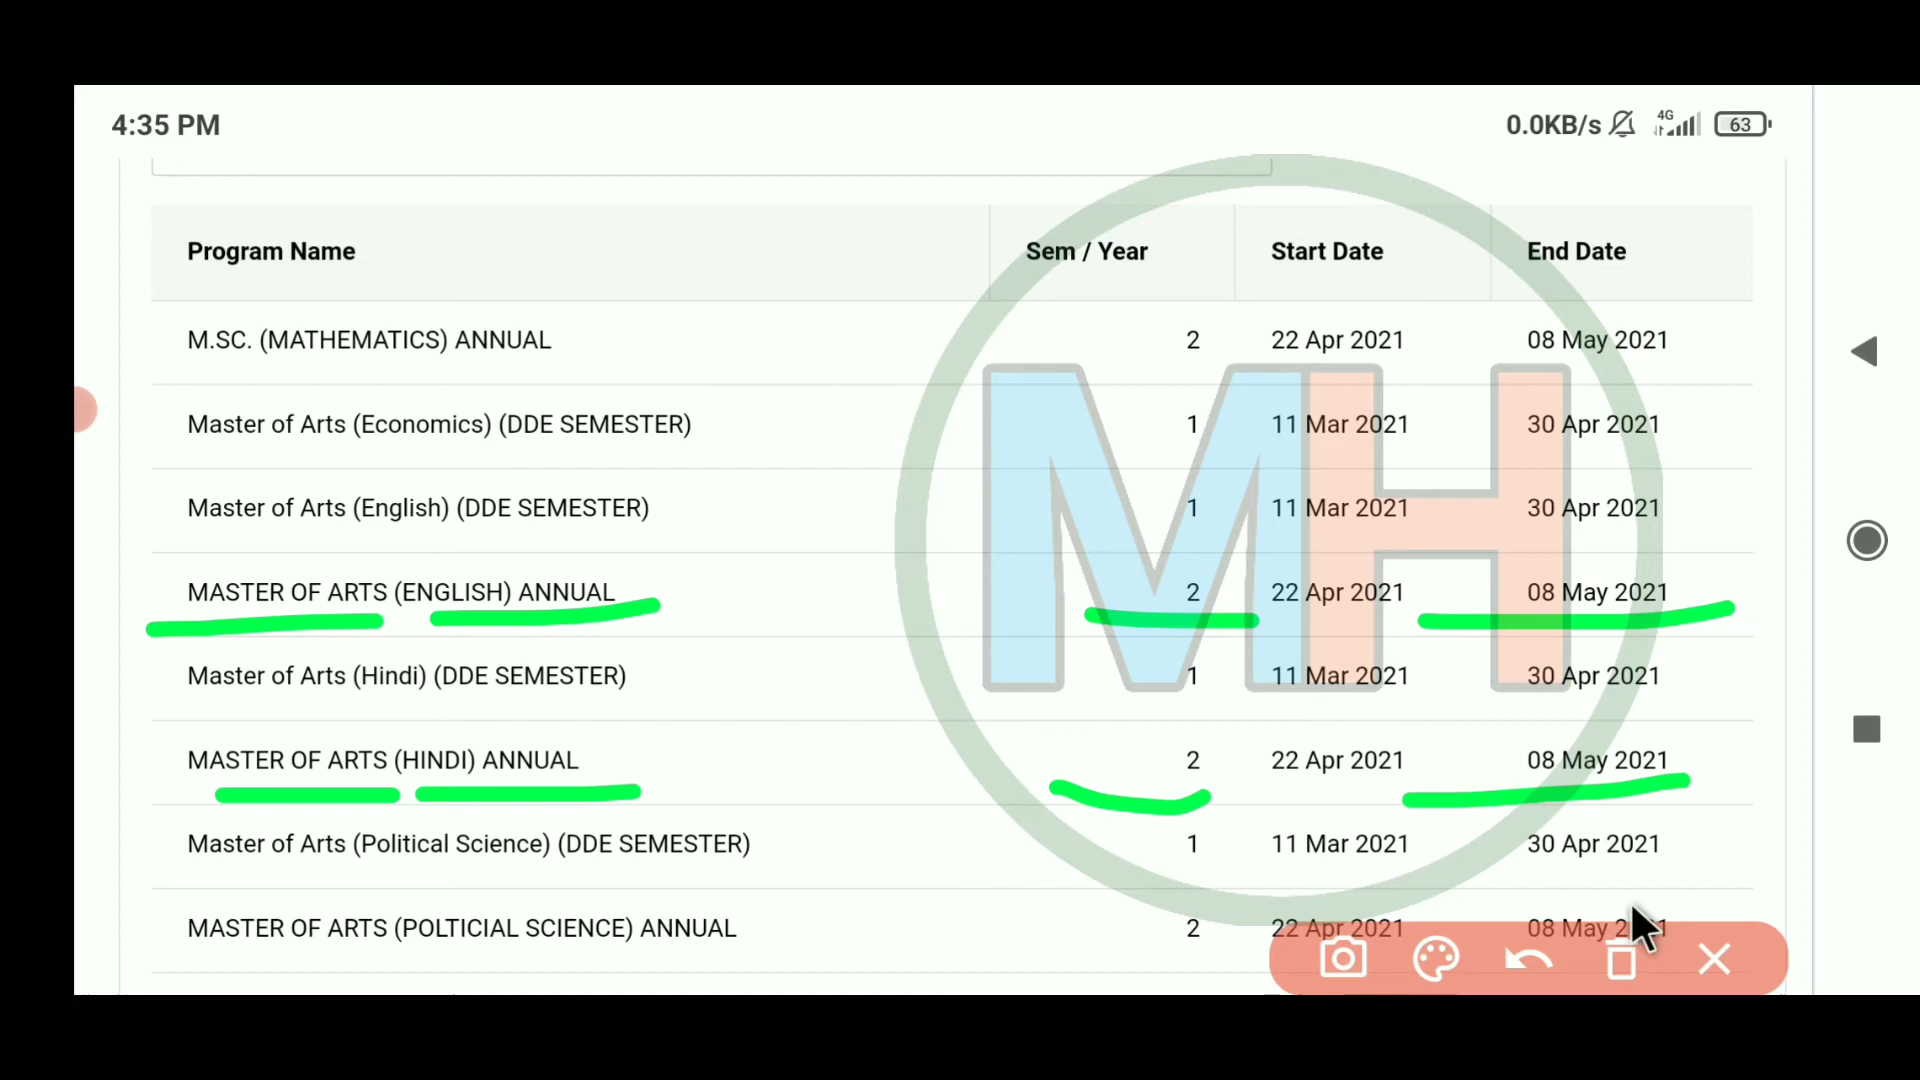 4:35 PM 0.0KB/s 4G 63
Program Name Sem / Year Start Date End Date
M.SC. (MATHEMATICS) ANNUAL 2 22 Apr 2021 08 May 2021
Master of Arts (Economics) (DDE SEMESTER) 1 11 Mar 2021 30 Apr 2021
Master of Arts (English) (DDE SEMESTER) 1 11 Mar 2021 30 Apr 2021
MASTER OF ARTS (ENGLISH) ANNUAL 2 22 Apr 2021 08 May 2021
Master of Arts (Hindi) (DDE SEMESTER) 1 11 Mar 2021 30 Apr 2021
MASTER OF ARTS (HINDI) ANNUAL 2 22 Apr 2021 08 May 2021
Master of Arts (Political Science) (DDE SEMESTER) 1 11 Mar 2021 30 Apr 2021
MASTER OF ARTS (POLTICIAL SCIENCE) ANNUAL 2 22 Apr 2021 08 May
MH